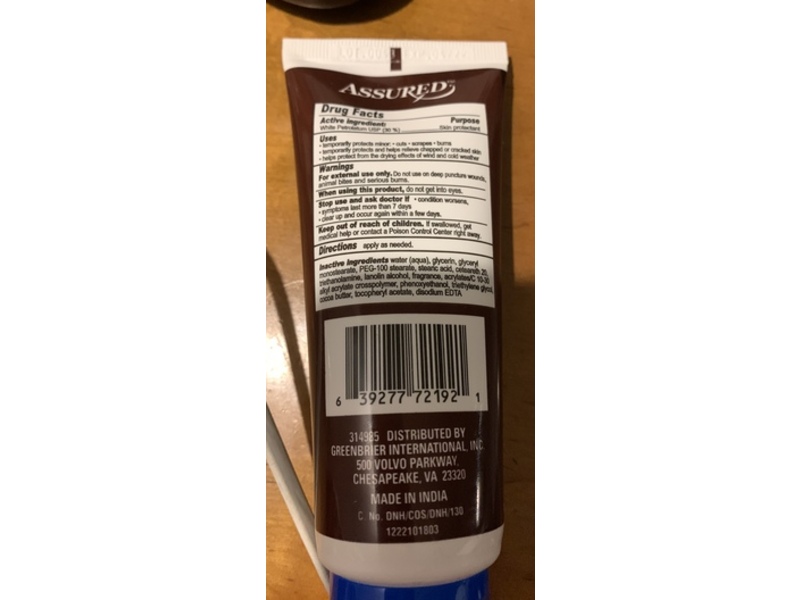 ASSURED™
Drug Facts
Active ingredient: Purpose
White Petrolatum USP (30 %) Skin protectant
Uses
• temporarily protects minor: • cuts • scrapes • burns
• temporarily protects and helps relieve chapped or cracked skin
• helps protect from the drying effects of wind and cold weather
Warnings
For external use only. Do not use on deep puncture wounds,
animal bites and serious burns.
When using this product, do not get into eyes.
Stop use and ask doctor if • condition worsens,
• symptoms last more than 7 days
• clear up and occur again within a few days.
Keep out of reach of children. If swallowed, get
medical help or contact a Poison Control Center right away.
Directions apply as needed.
Inactive ingredients water (aqua), glycerin, glyceryl
monostearate, PEG-100 stearate, stearic acid, ceteareth 20,
triethanolamine, lanolin alcohol, fragrance, acrylates/C 10-30
alkyl acrylate crosspolymer, phenoxyethanol, triethylene glycol,
cocoa butter, tocopheryl acetate, disodium EDTA
6 39277 72192 1
314985 DISTRIBUTED BY
GREENBRIER INTERNATIONAL, INC.
500 VOLVO PARKWAY,
CHESAPEAKE, VA 23320
MADE IN INDIA
C. No. DNH/COS/DNH/130
1222101803